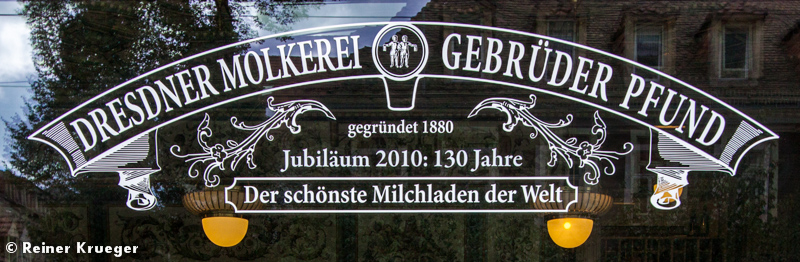 DRESDNER MOLKEREI GEBRÜDER PFUND
gegründet 1880
Jubiläum 2010: 130 Jahre
Der schönste Milchladen der Welt
© Reiner Krueger